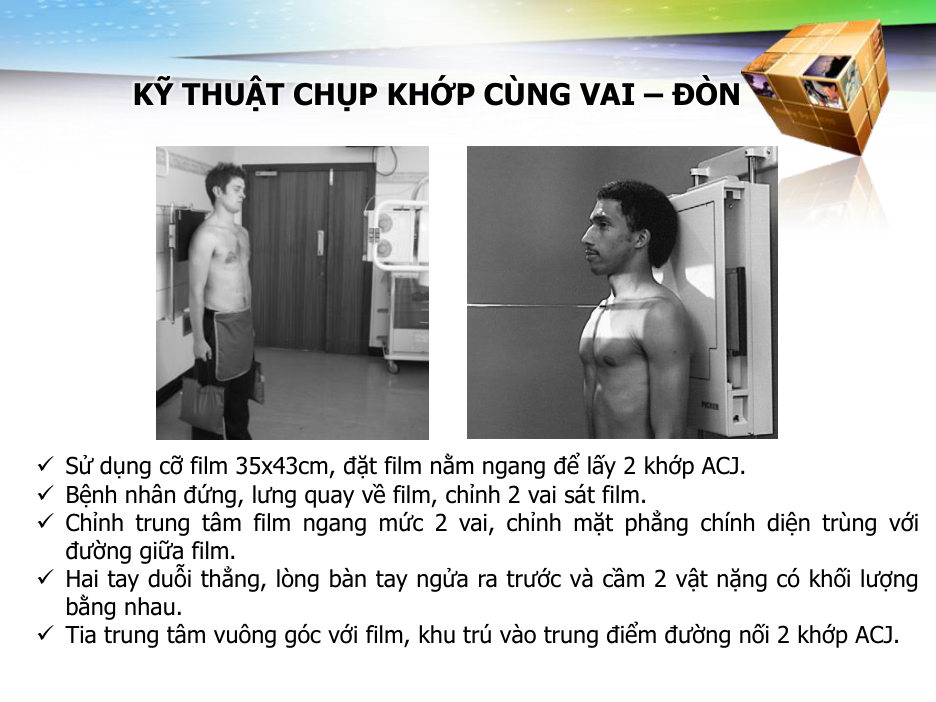 KỸ THUẬT CHỤP KHỚP CÙNG VAI – ĐÒN
PICKER
✓ Sử dụng cỡ film 35x43cm, đặt film nằm ngang để lấy 2 khớp ACJ.
✓ Bệnh nhân đứng, lưng quay về film, chỉnh 2 vai sát film.
✓ Chỉnh trung tâm film ngang mức 2 vai, chỉnh mặt phẳng chính diện trùng với
đường giữa film.
✓ Hai tay duỗi thẳng, lòng bàn tay ngửa ra trước và cầm 2 vật nặng có khối lượng
bằng nhau.
✓ Tia trung tâm vuông góc với film, khu trú vào trung điểm đường nối 2 khớp ACJ.